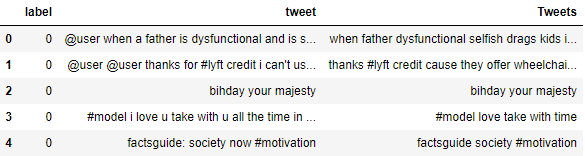 label tweet Tweets
0 0 @user when a father is dysfunctional and is s... when father dysfunctional selfish drags kids i...
1 0 @user @user thanks for #lyft credit i can't us... thanks #lyft credit cause they offer wheelchai...
2 0 bihday your majesty bihday your majesty
3 0 #model i love u take with u all the time in ... #model love take with time
4 0 factsguide: society now #motivation factsguide society #motivation